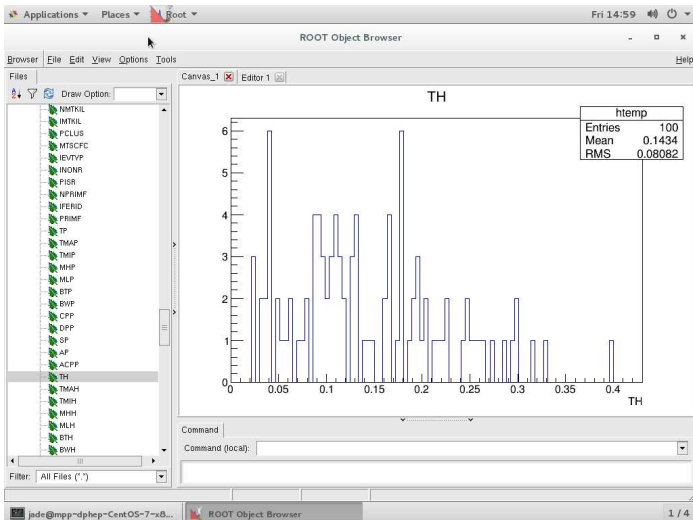 Applications Places Root Fri 14:59
ROOT Object Browser
Browser File Edit View Options Tools Help
Files Canvas_1 Editor 1
Draw Option:
NMTKIL
IMTKIL
PCLUS
MTSCFC
IEVTYP
INONR
PISR
NPRIMF
IFERID
PRIMF
TP
TMAP
TMIP
MHP
MLP
BTP
BWP
CPP
DPP
SP
AP
ACPP
TH
TMAH
TMIH
MHH
MLH
BTH
BWH
Filter: All Files (*.*)
TH
htemp
Entries 100
Mean 0.1434
RMS 0.08082
6
5
4
3
2
1
0
0 0.05 0.1 0.15 0.2 0.25 0.3 0.35 0.4
TH
Command
Command (local):
jade@mpp-dphep-CentOS-7-x8... ROOT Object Browser 1 / 4